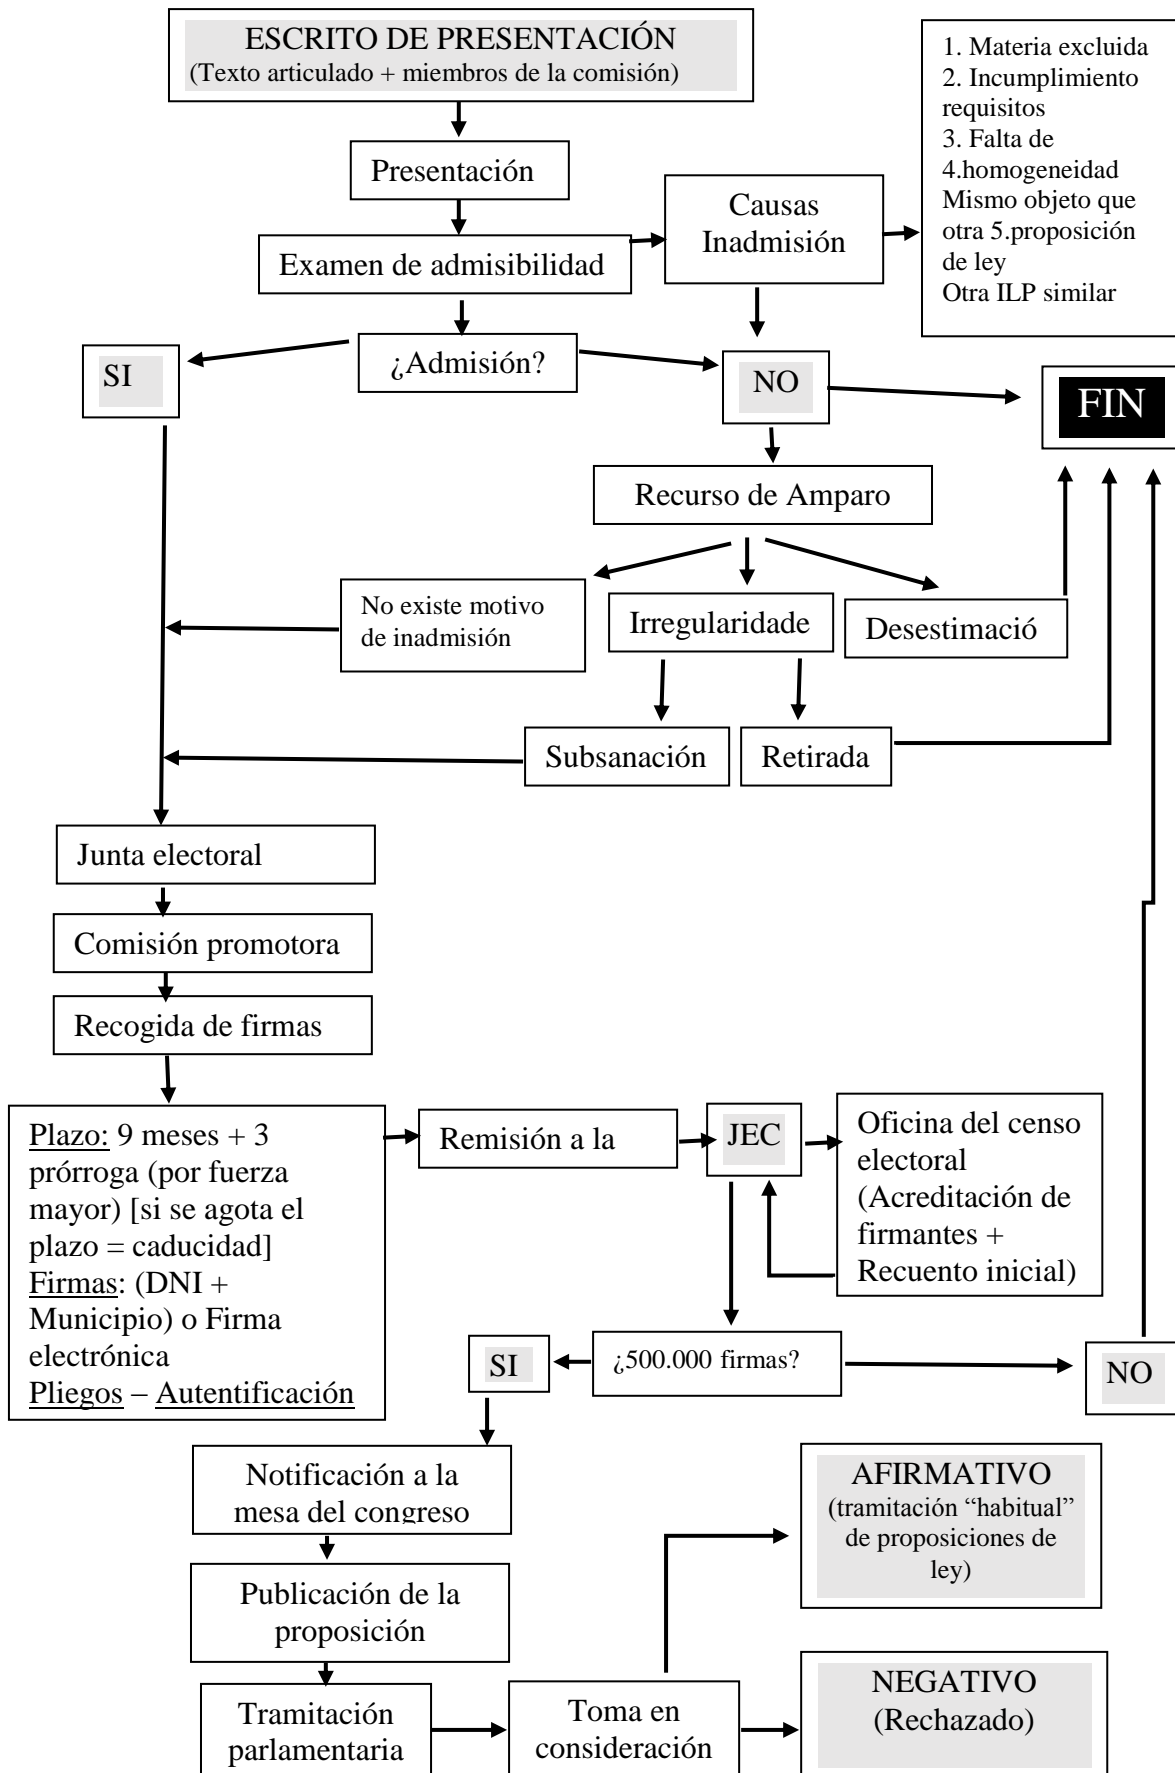 ESCRITO DE PRESENTACIÓN
(Texto articulado + miembros de la comisión)
1. Materia excluida
2. Incumplimiento
requisitos
3. Falta de
4.homogeneidad
Mismo objeto que
otra 5.proposición
de ley
Otra ILP similar
Presentación
Causas
Inadmisión
Examen de admisibilidad
¿Admisión?
SI
NO
FIN
Recurso de Amparo
No existe motivo
de inadmisión
Irregularidade
Desestimació
Subsanación
Retirada
Junta electoral
Comisión promotora
Recogida de firmas
Plazo: 9 meses + 3
prórroga (por fuerza
mayor) [si se agota el
plazo = caducidad]
Firmas: (DNI +
Municipio) o Firma
electrónica
Pliegos – Autentificación
Remisión a la
JEC
Oficina del censo
electoral
(Acreditación de
firmantes +
Recuento inicial)
SI
¿500.000 firmas?
NO
Notificación a la
mesa del congreso
AFIRMATIVO
(tramitación “habitual”
de proposiciones de
ley)
Publicación de la
proposición
Tramitación
parlamentaria
Toma en
consideración
NEGATIVO
(Rechazado)